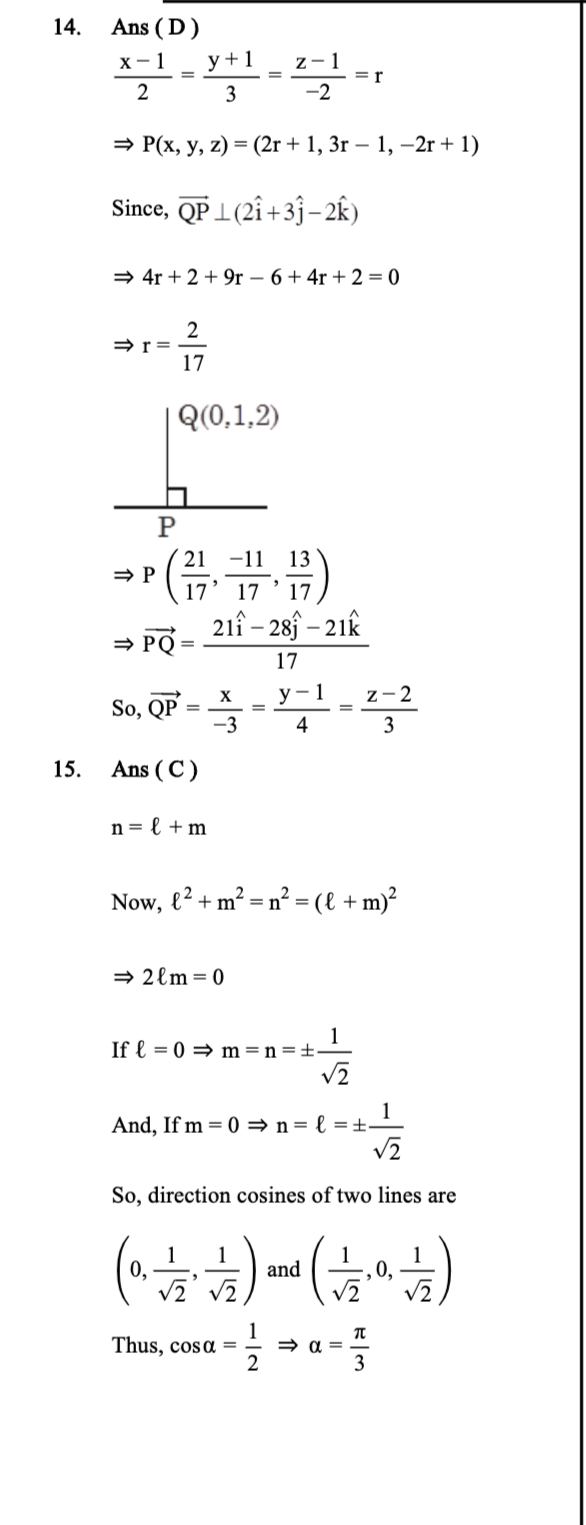 14. Ans ( D )
(x − 1)/2 = (y + 1)/3 = (z − 1)/−2 = r
⇒ P(x, y, z) = (2r + 1, 3r − 1, −2r + 1)
Since, \overrightarrow{QP} ⊥ (2î + 3ĵ − 2k̂)
⇒ 4r + 2 + 9r − 6 + 4r + 2 = 0
⇒ r = 2/17
Q(0,1,2)
P
⇒ P (21/17, −11/17, 13/17)
⇒ \overrightarrow{PQ} = (21î − 28ĵ − 21k̂)/17
So, \overrightarrow{QP} = x/−3 = (y − 1)/4 = (z − 2)/3
15. Ans ( C )
n = ℓ + m
Now, ℓ² + m² = n² = (ℓ + m)²
⇒ 2ℓm = 0
If ℓ = 0 ⇒ m = n = ±1/√2
And, If m = 0 ⇒ n = ℓ = ±1/√2
So, direction cosines of two lines are
(0, 1/√2, 1/√2) and (1/√2, 0, 1/√2)
Thus, cosα = 1/2 ⇒ α = π/3